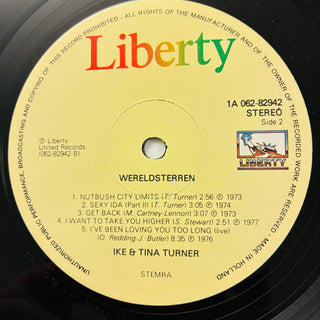 UNAUTHORIZED PUBLIC PERFORMANCE, BROADCASTING AND COPYING OF THIS RECORD PROHIBITED - ALL RIGHTS OF THE MANUFACTURER AND OF THE OWNER OF THE RECORDED WORK ARE RESERVED - MADE IN HOLLAND
Liberty
1A 062-82942
STEREO
Side 2
℗ Liberty
United Records
(062-82942-B)
LIBERTY
WERELDSTERREN
1. NUTBUSH CITY LIMITS (T. Turner) 2:56 ℗ 1973
2. SEXY IDA (Part III) (T. Turner) 3:05 ℗ 1974
3. GET BACK (M. Cartney-Lennon) 3:07 ℗ 1973
4. I WANT TO TAKE YOU HIGHER (S. Stewart) 2:51 ℗ 1977
5. I'VE BEEN LOVING YOU TOO LONG (live)
(O. Redding-J. Butler) 8:35 ℗ 1976
IKE & TINA TURNER
STEMRA